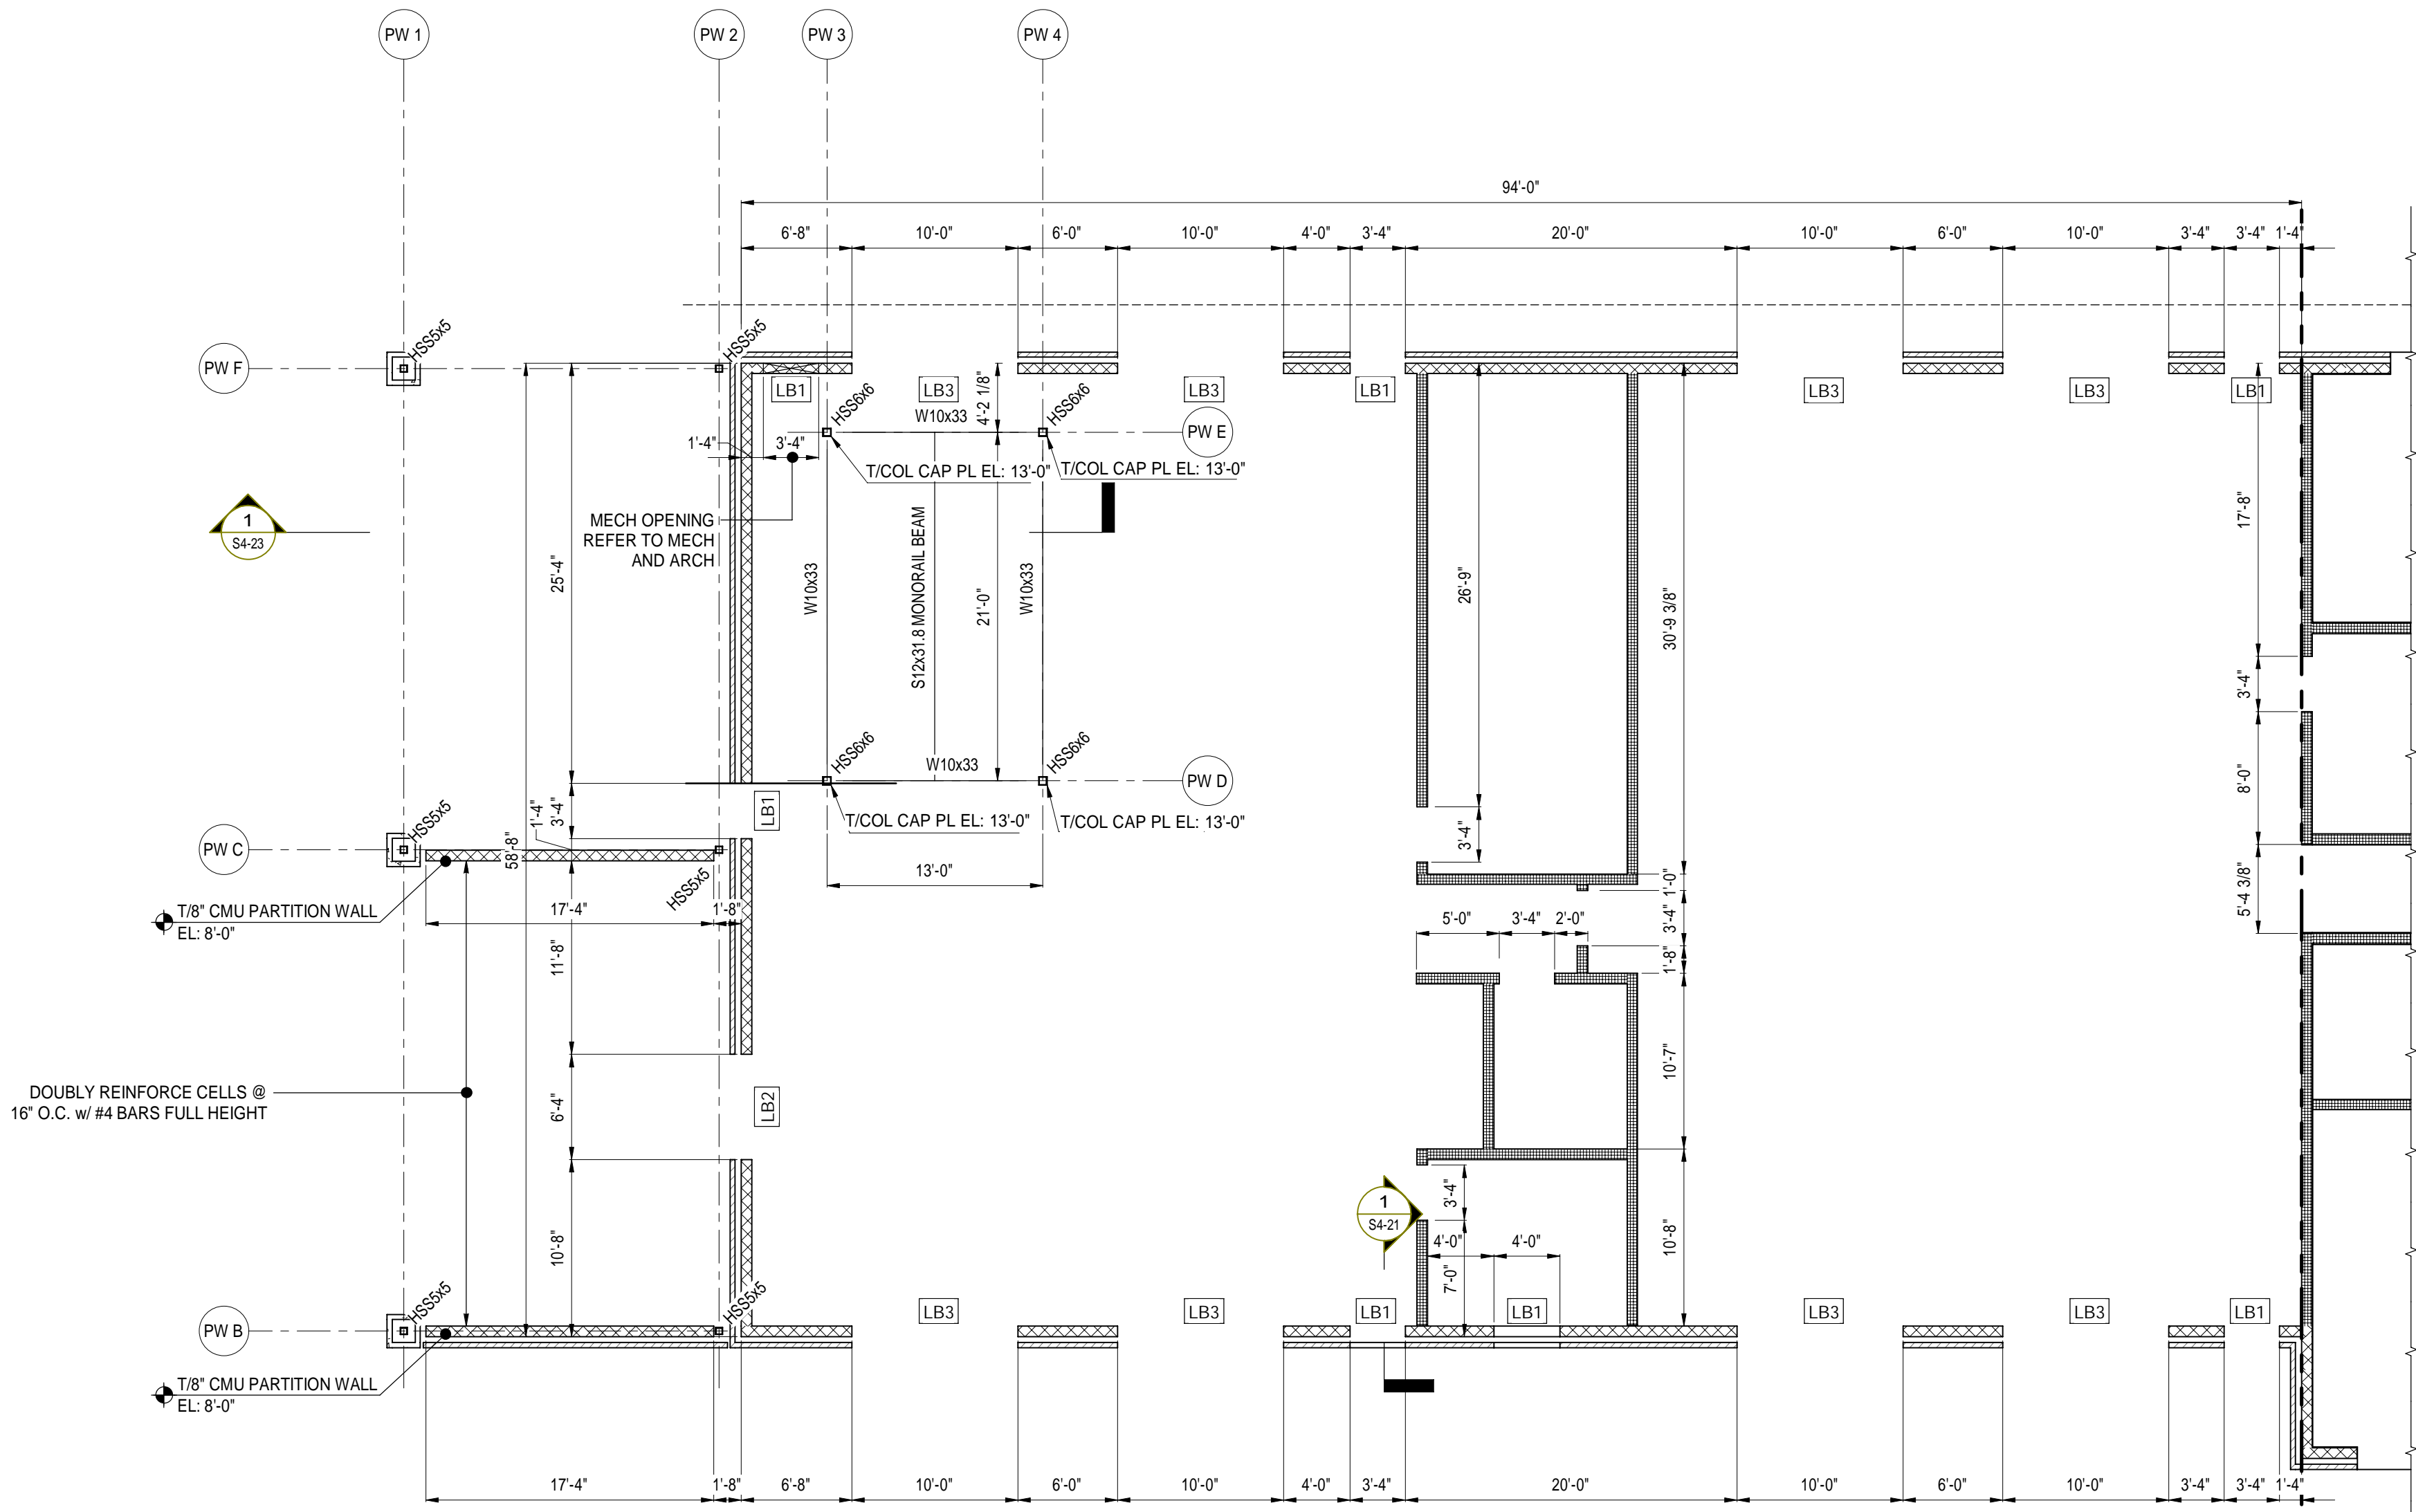 PW 1
PW 2
PW 3
PW 4
94'-0"
6'-8"
10'-0"
6'-0"
10'-0"
4'-0"
3'-4"
20'-0"
10'-0"
6'-0"
10'-0"
3'-4"
3'-4"
1'-4"
PW F
HSS5x5
HSS5x5
LB1
LB3
LB3
LB1
LB3
LB3
LB1
HSS6x6
W10x33
4'-2 1/8"
HSS6x6
PW E
1'-4"
3'-4"
T/COL CAP PL EL: 13'-0"
T/COL CAP PL EL: 13'-0"
1
S4-23
MECH OPENING
REFER TO MECH
AND ARCH
25'-4"
W10x33
S12x31.8 MONORAIL BEAM
21'-0"
W10x33
26'-9"
30'-9 3/8"
17'-8"
3'-4"
8'-0"
5'-4 3/8"
HSS6x6
W10x33
HSS6x6
PW D
LB1
T/COL CAP PL EL: 13'-0"
T/COL CAP PL EL: 13'-0"
3'-4"
1'-4"
58'-8"
PW C
HSS5x5
HSS5x5
13'-0"
3'-4"
1'-0"
T/8" CMU PARTITION WALL
EL: 8'-0"
17'-4"
1'-8"
5'-0"
3'-4"
2'-0"
3'-4"
1'-8"
11'-8"
DOUBLY REINFORCE CELLS @
16" O.C. w/ #4 BARS FULL HEIGHT
6'-4"
LB2
10'-7"
10'-8"
1
S4-21
3'-4"
4'-0"
4'-0"
7'-0"
10'-8"
PW B
HSS5x5
HSS5x5
LB3
LB3
LB1
LB1
LB3
LB3
LB1
T/8" CMU PARTITION WALL
EL: 8'-0"
17'-4"
1'-8"
6'-8"
10'-0"
6'-0"
10'-0"
4'-0"
3'-4"
20'-0"
10'-0"
6'-0"
10'-0"
3'-4"
3'-4"
1'-4"